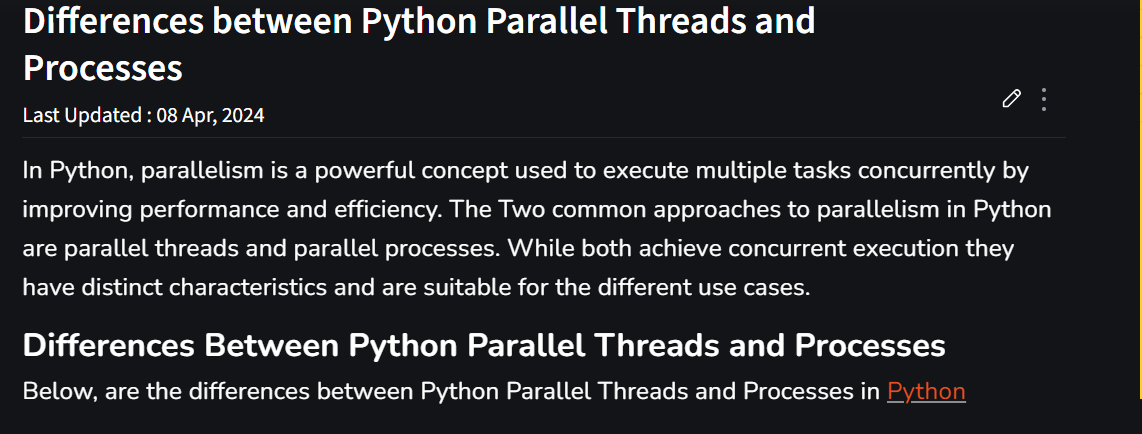 Differences between Python Parallel Threads and
Processes
Last Updated : 08 Apr, 2024
In Python, parallelism is a powerful concept used to execute multiple tasks concurrently by
improving performance and efficiency. The Two common approaches to parallelism in Python
are parallel threads and parallel processes. While both achieve concurrent execution they
have distinct characteristics and are suitable for the different use cases.
Differences Between Python Parallel Threads and Processes
Below, are the differences between Python Parallel Threads and Processes in Python